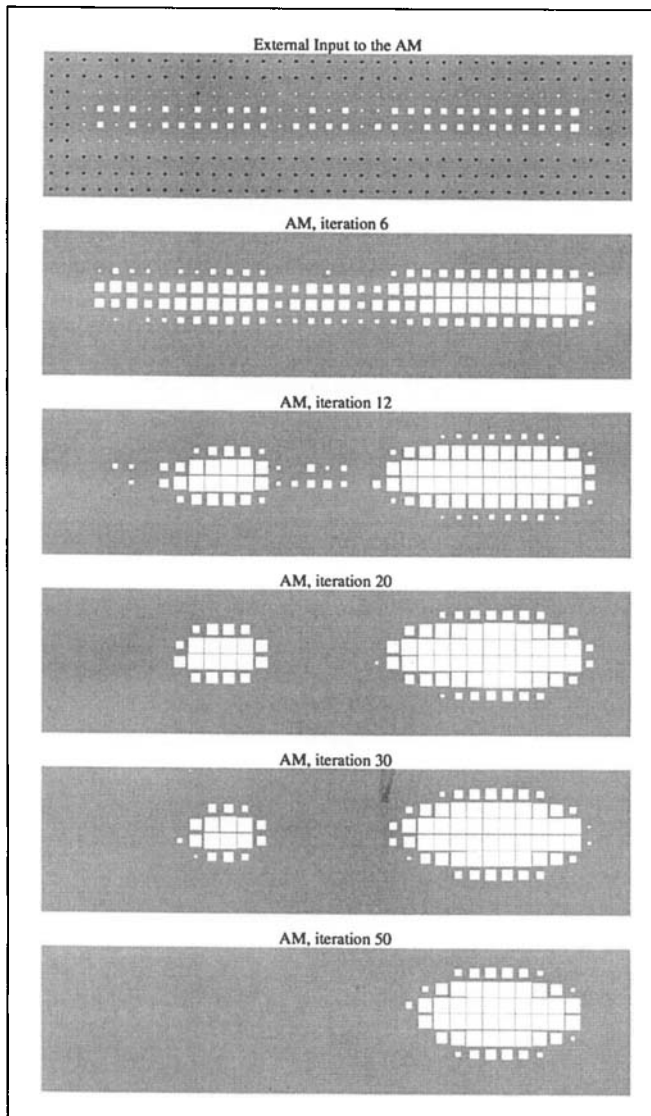 External Input to the AM
AM, iteration 6
AM, iteration 12
AM, iteration 20
AM, iteration 30
AM, iteration 50